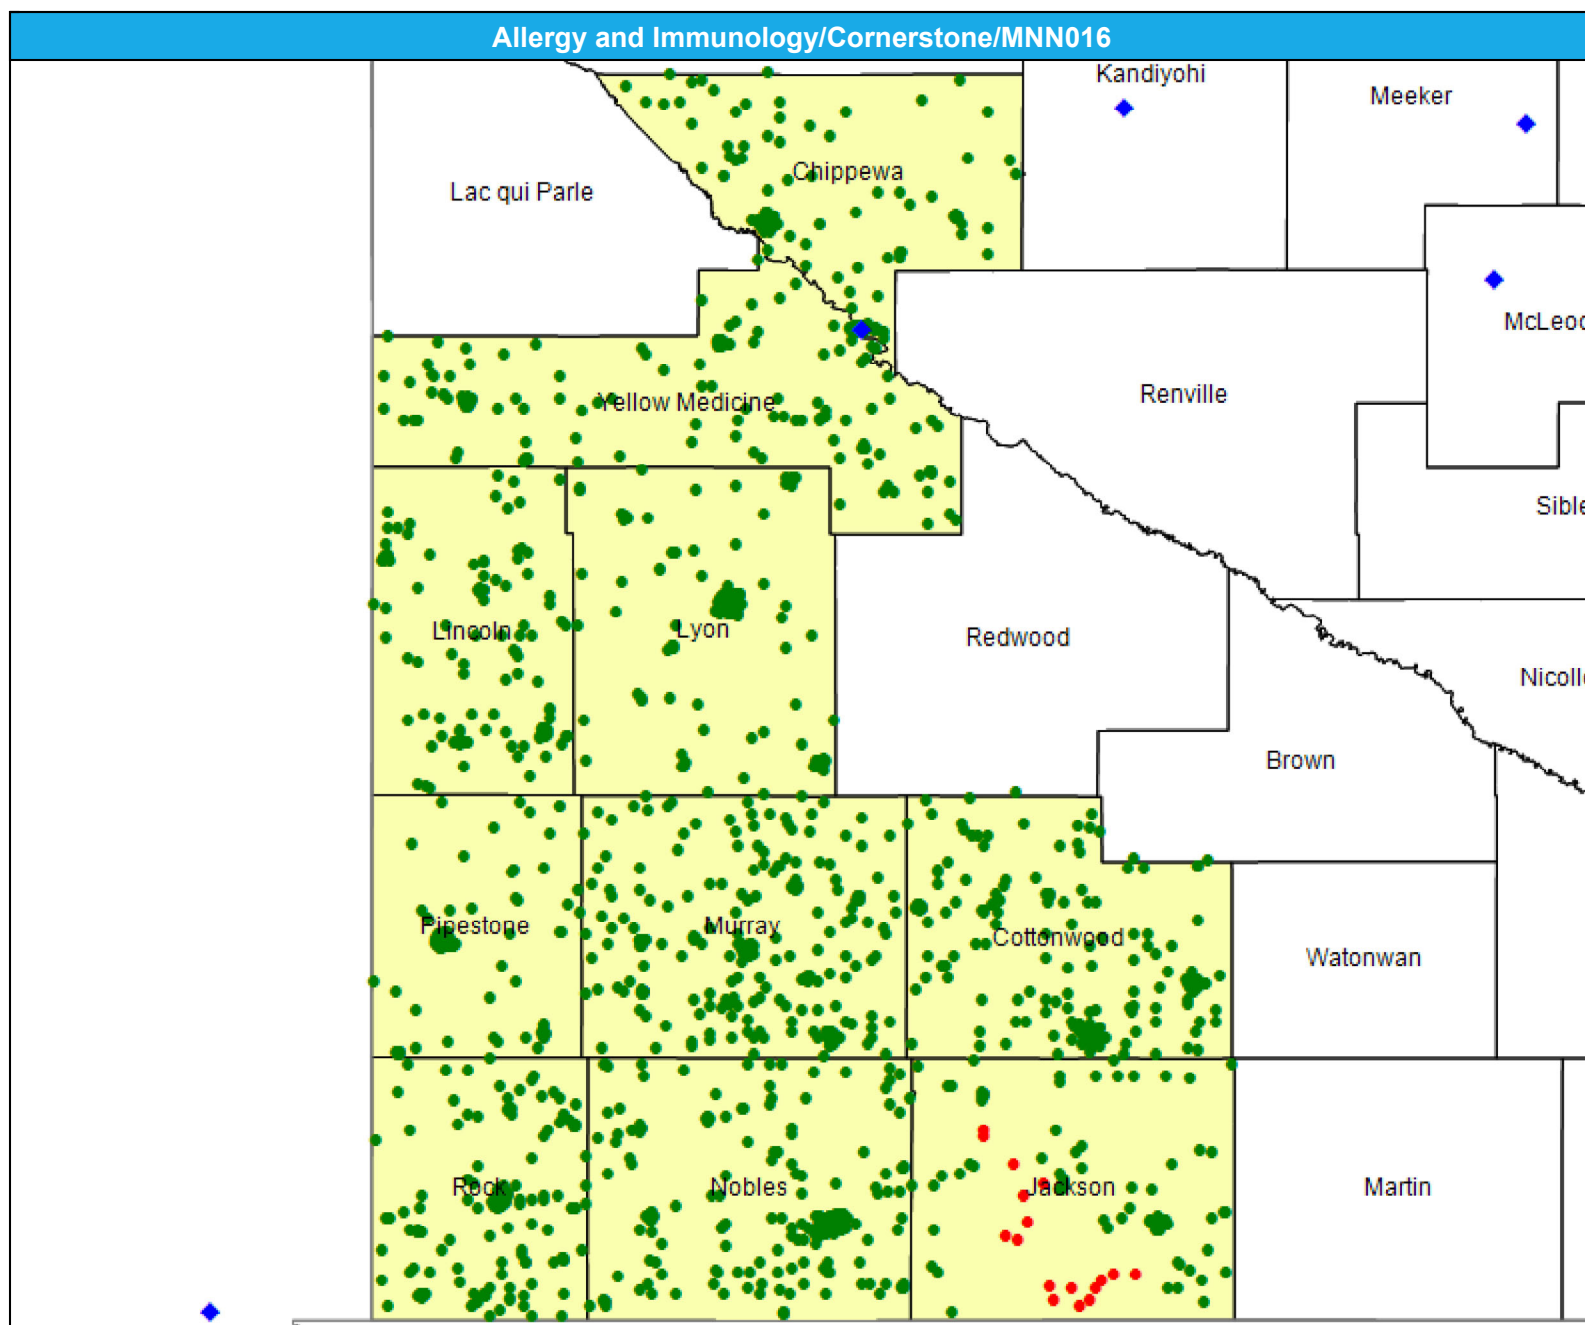 Allergy and Immunology/Cornerstone/MNN016
Kandiyohi
Meeker
Chippewa
Lac qui Parle
McLeod
Renville
Yellow Medicine
Sible
Lincoln
Lyon
Redwood
Nicolle
Brown
Pipestone
Murray
Cottonwood
Watonwan
Rock
Nobles
Jackson
Martin